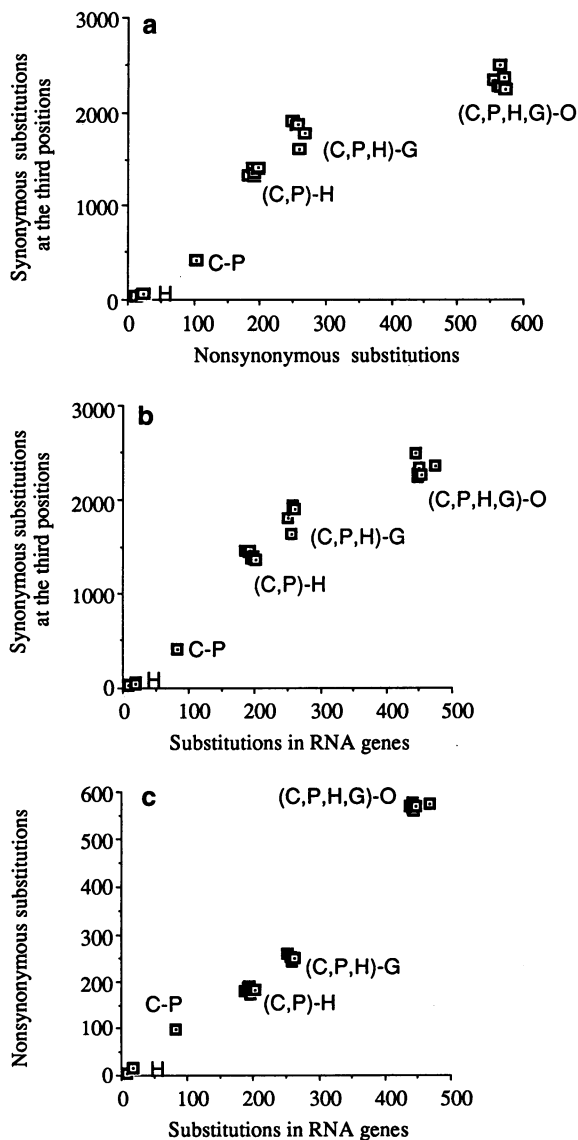 a
Synonymous substitutions
at the third positions
3000
2000
1000
0
(C,P,H,G)-O
(C,P,H)-G
(C,P)-H
C-P
H
0 100 200 300 400 500 600
Nonsynonymous substitutions
b
Synonymous substitutions
at the third positions
3000
2000
1000
0
(C,P,H,G)-O
(C,P,H)-G
(C,P)-H
C-P
H
0 100 200 300 400 500
Substitutions in RNA genes
c
Nonsynonymous substitutions
600
500
400
300
200
100
0
(C,P,H,G)-O
(C,P,H)-G
(C,P)-H
C-P
H
0 100 200 300 400 500
Substitutions in RNA genes